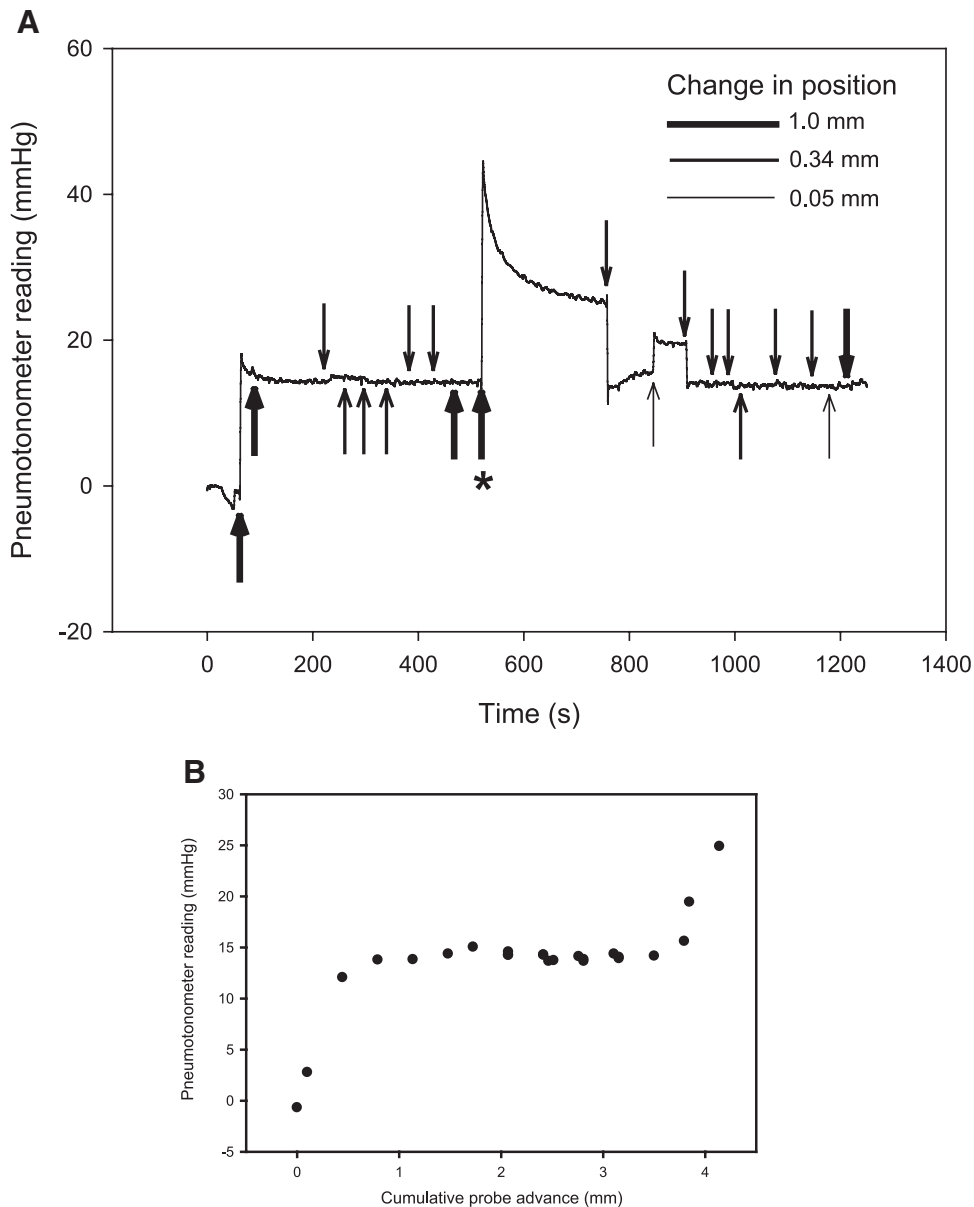 A
Pneumotonometer reading (mmHg)
60
40
20
0
-20
Change in position
1.0 mm
0.34 mm
0.05 mm
*
0 200 400 600 800 1000 1200 1400
Time (s)
B
Pneumotonometer reading (mmHg)
30
25
20
15
10
5
0
-5
0 1 2 3 4
Cumulative probe advance (mm)